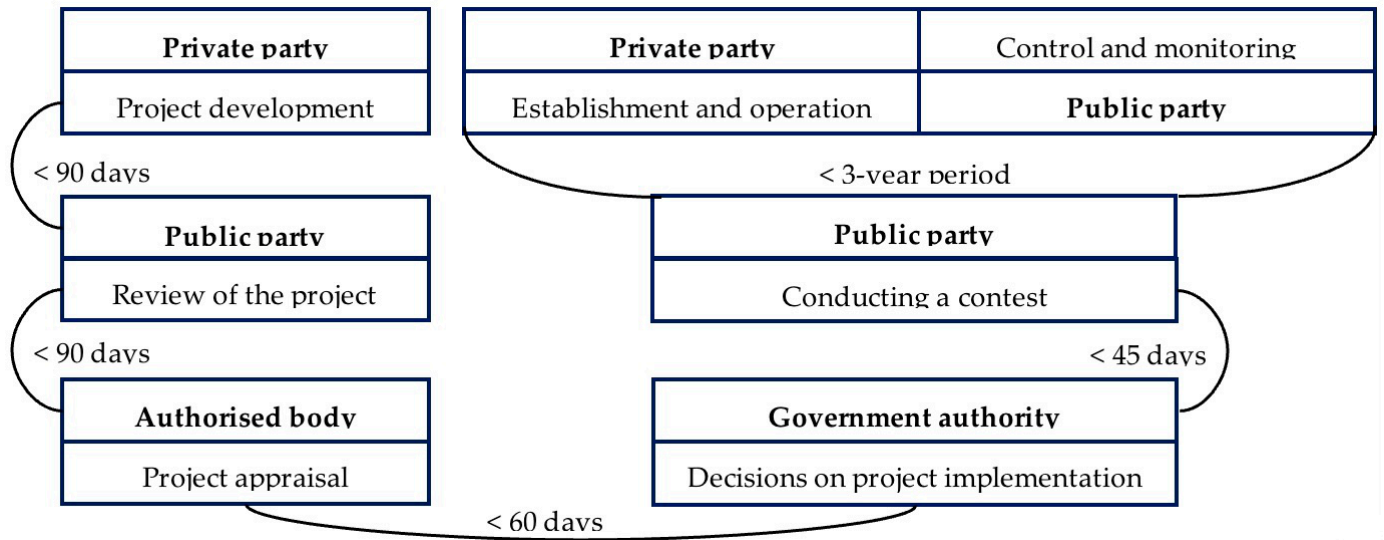 Private party
Project development
< 90 days
Public party
Review of the project
< 90 days
Authorised body
Project appraisal
< 60 days
Private party
Control and monitoring
Establishment and operation
Public party
< 3-year period
Public party
Conducting a contest
< 45 days
Government authority
Decisions on project implementation